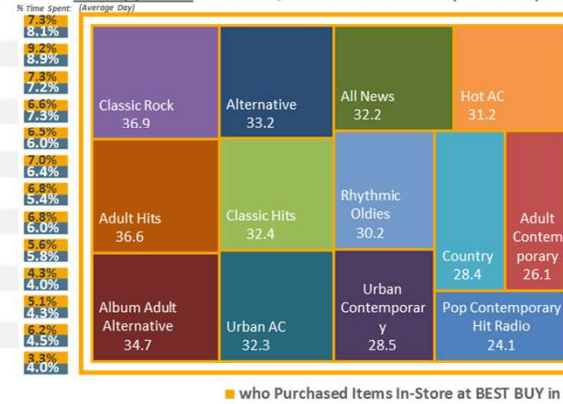 % Time Spent: (Average Day)
7.3%
8.1%
9.2%
8.9%
7.3%
7.2%
6.6%
7.3%
6.5%
6.0%
7.0%
6.4%
6.8%
5.4%
6.8%
6.0%
5.6%
5.8%
4.3%
4.0%
5.1%
4.3%
6.2%
4.5%
3.3%
4.0%
Classic Rock
36.9
Alternative
33.2
All News
32.2
Hot AC
31.2
Adult Hits
36.6
Classic Hits
32.4
Rhythmic
Oldies
30.2
Country
28.4
Adult
Contem
porary
26.1
Album Adult
Alternative
34.7
Urban AC
32.3
Urban
Contemporar
y
28.5
Pop Contemporary
Hit Radio
24.1
who Purchased Items In-Store at BEST BUY in